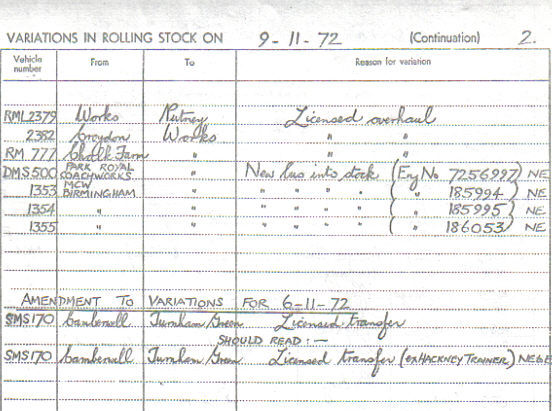 VARIATIONS IN ROLLING STOCK ON 9-11-72 (Continuation) 2.
Vehicle number From To Reason for variation
RML2379 Works Putney Licensed overhaul
2382 Croydon Works " "
RM 777 Chalk Farm " " "
DMS500 PARK ROYAL COACHWORKS " New bus into stock (Eng No 7256997) NE
1353 MCW BIRMINGHAM " " " " " ( " 185994 ) NE
1354 " " " " " " ( " 185995 ) NE
1355 " " " " " " ( " 186053 ) NE
AMENDMENT TO VARIATIONS FOR 6-11-72
SMS170 Camberwell Turnham Green Licensed transfer
SHOULD READ:—
SMS170 Camberwell Turnham Green Licensed transfer (ex HACKNEY TRAINER) NE6E